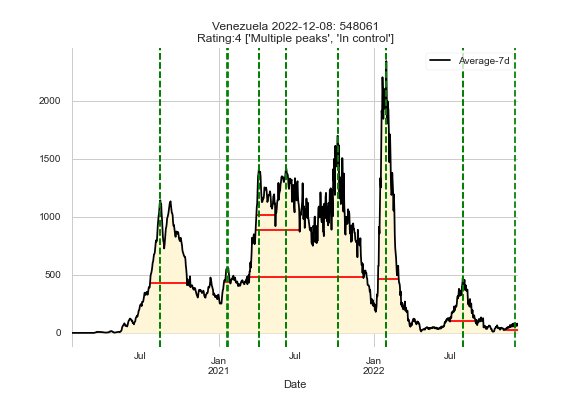 Venezuela 2022-12-08: 548061
Rating:4 ['Multiple peaks', 'In control']
Average-7d
2000
1500
1000
500
0
Jul
Jan
2021
Jul
Jan
2022
Jul
Date